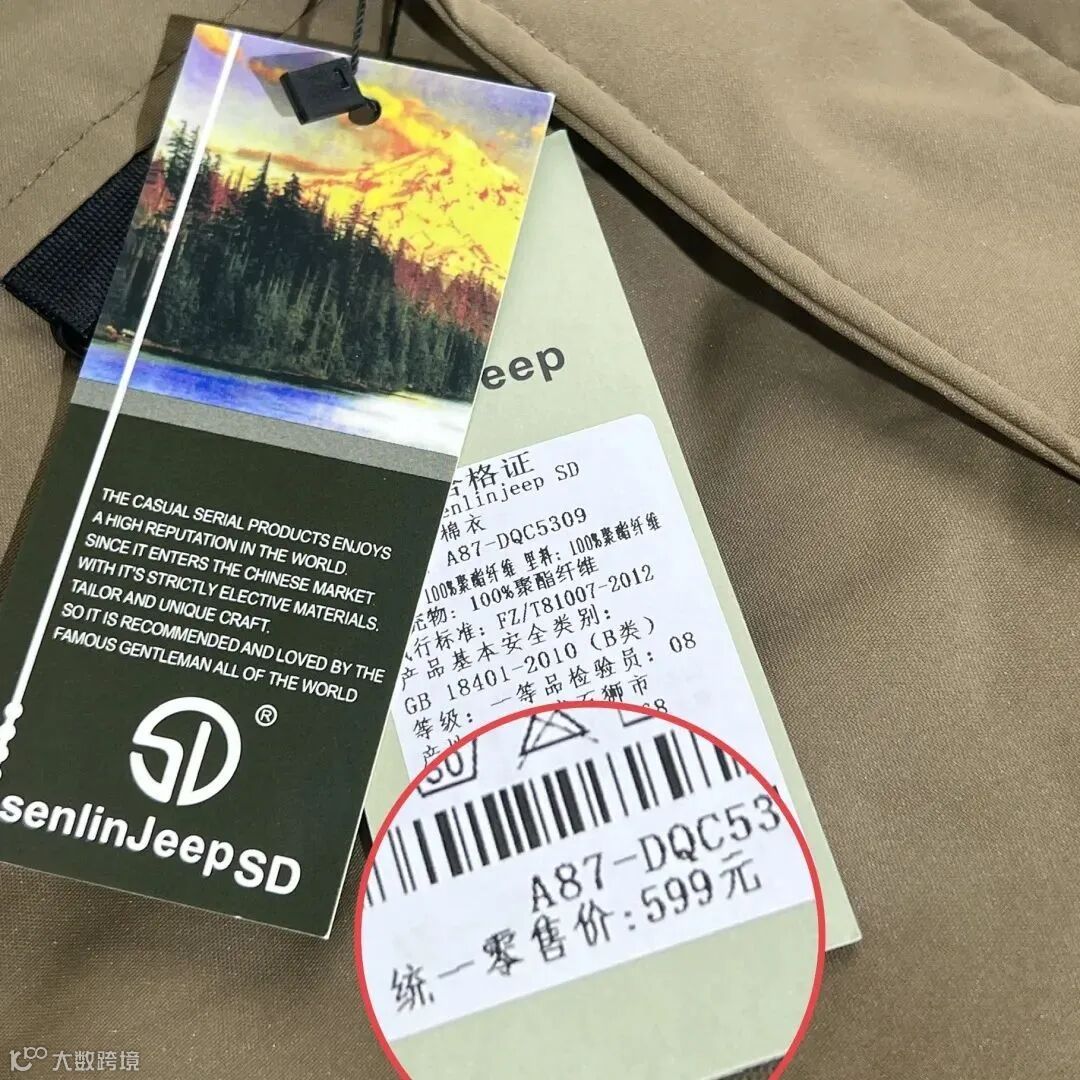 THE CASUAL SERIAL PRODUCTS ENJOYS
A HIGH REPUTATION IN THE WORLD.
SINCE IT ENTERS THE CHINESE MARKET
WITH IT'S STRICTLY ELECTIVE MATERIALS.
TAILOR AND UNIQUE CRAFT.
SO IT IS RECOMMENDED AND LOVED BY THE
FAMOUS GENTLEMAN ALL OF THE WORLD
SD®
senlinJeepSD
Jeep
合格证
enlinjeep SD
棉衣
A87-DQC5309
100%聚酯纤维 里料: 100%聚酯纤维
充物: 100%聚酯纤维
行标准: FZ/T81007-2012
产品基本安全类别:
GB 18401-2010 (B类)
等级: 一等品检验员: 08
石狮市
A87-DQC53
统一零售价:599元
大数跨境